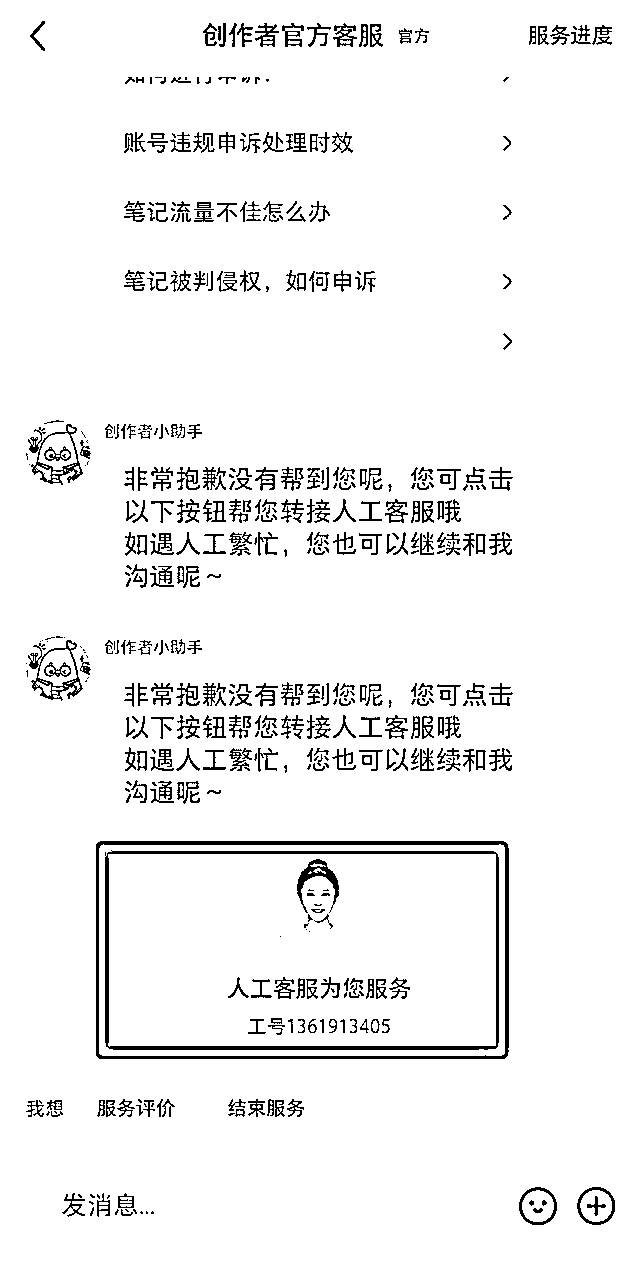 创作者官方客服 官方 服务进度
如何进行申诉？
账号违规申诉处理时效
笔记流量不佳怎么办
笔记被判侵权，如何申诉
创作者小助手
非常抱歉没有帮到您呢，您可点击
以下按钮帮您转接人工客服哦
如遇人工繁忙，您也可以继续和我
沟通呢～
创作者小助手
非常抱歉没有帮到您呢，您可点击
以下按钮帮您转接人工客服哦
如遇人工繁忙，您也可以继续和我
沟通呢～
人工客服为您服务
工号1361913405
我想 服务评价 结束服务
发消息...